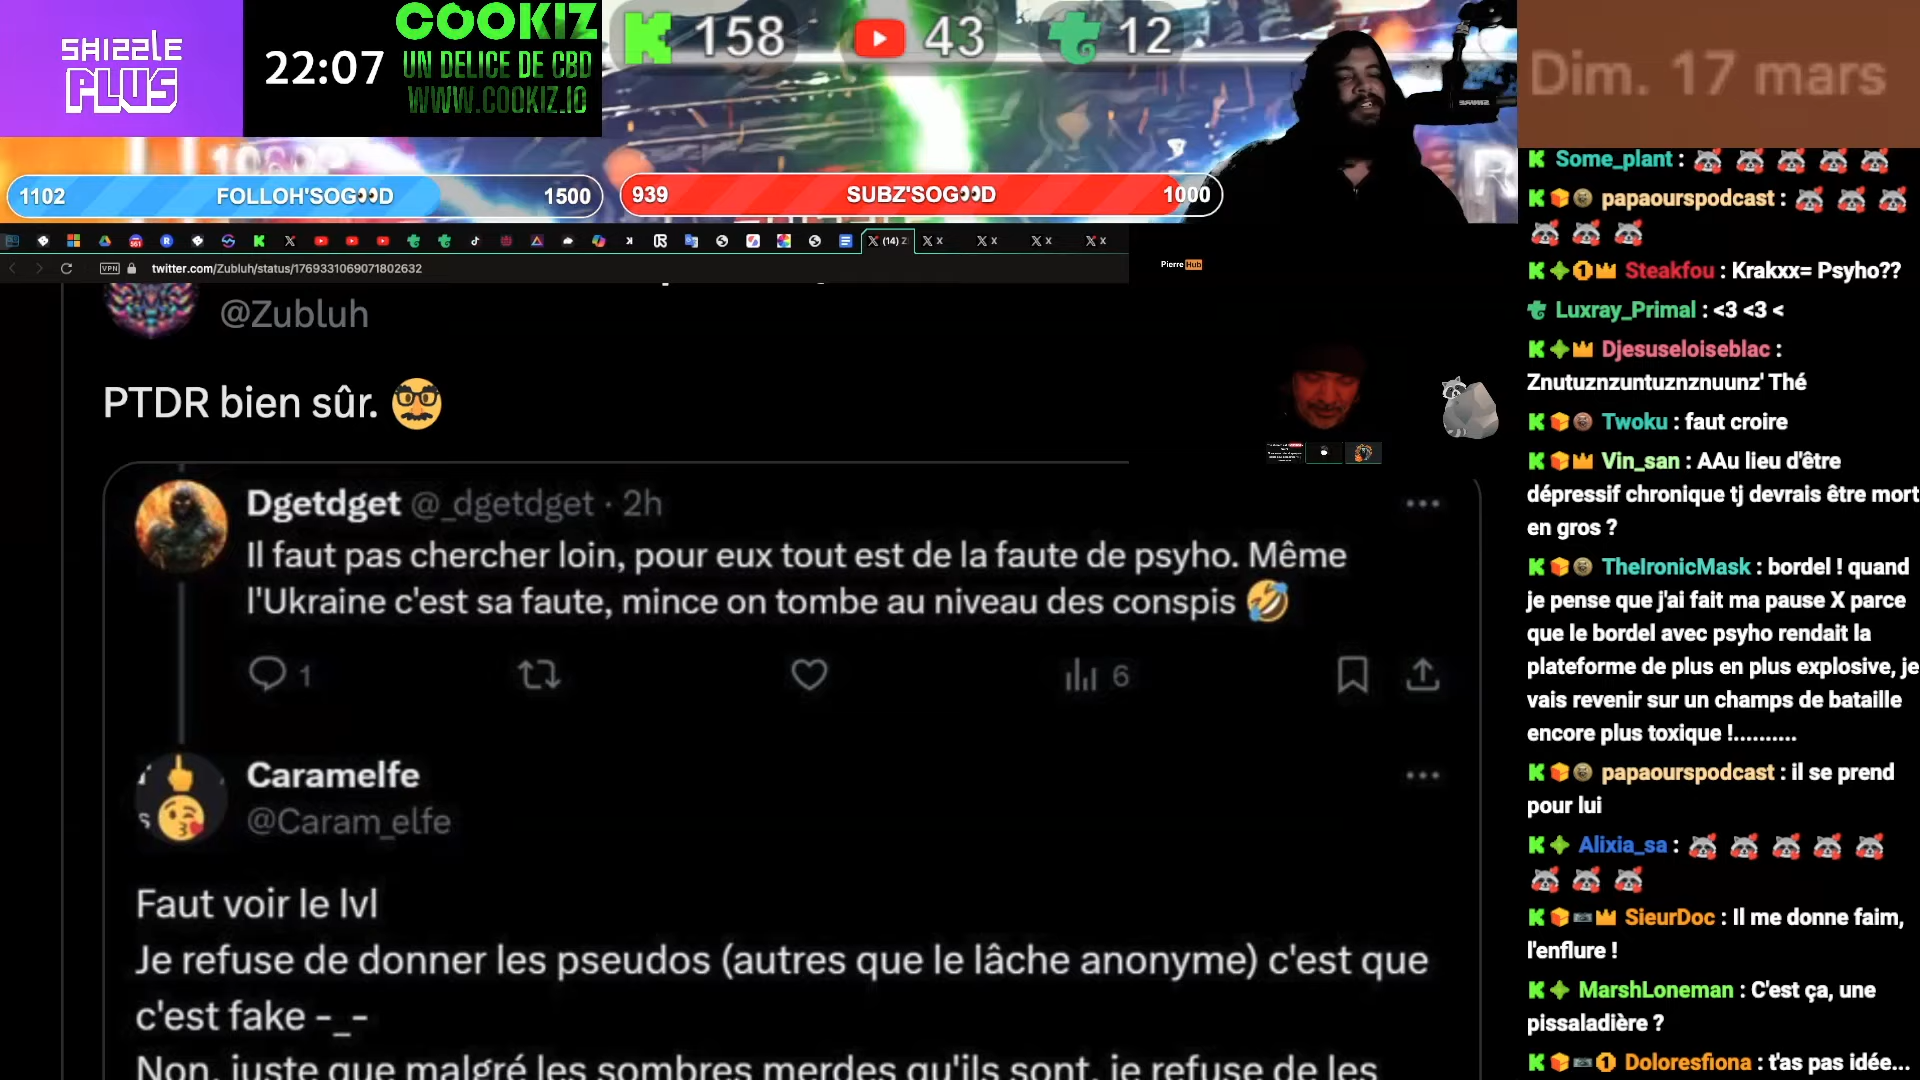 SHIZZLE
PLUS
22:07
COOKIZ
UN DELICE DE CBD
WWW.COOKIZ.IO
158
43
12
Dim. 17 mars
1102 FOLLOH'SOG👀D 1500
939 SUBZ'SOG👀D 1000
twitter.com/Zubluh/status/1769331069071802632
PierreHub
@Zubluh
PTDR bien sûr. 🥸
Dgetdget @_dgetdget · 2h
Il faut pas chercher loin, pour eux tout est de la faute de psyho. Même
l'Ukraine c'est sa faute, mince on tombe au niveau des conspis 🤣
1
6
Caramelfe
@Caram_elfe
Faut voir le lvl
Je refuse de donner les pseudos (autres que le lâche anonyme) c'est que
c'est fake -_-
Non, juste que malgré les sombres merdes qu'ils sont, je refuse de les
Some_plant :
papaourspodcast :
Steakfou : Krakxx= Psyho??
Luxray_Primal : <3 <3 <
Djesuseloiseblac :
Znutuznzuntuznznuunz' Thé
Twoku : faut croire
Vin_san : AAu lieu d'être
dépressif chronique tj devrais être mort
en gros ?
TheIronicMask : bordel ! quand
je pense que j'ai fait ma pause X parce
que le bordel avec psyho rendait la
plateforme de plus en plus explosive, je
vais revenir sur un champs de bataille
encore plus toxique !..........
papaourspodcast : il se prend
pour lui
Alixia_sa :
SieurDoc : Il me donne faim,
l'enflure !
MarshLoneman : C'est ça, une
pissaladière ?
Doloresfiona : t'as pas idée...